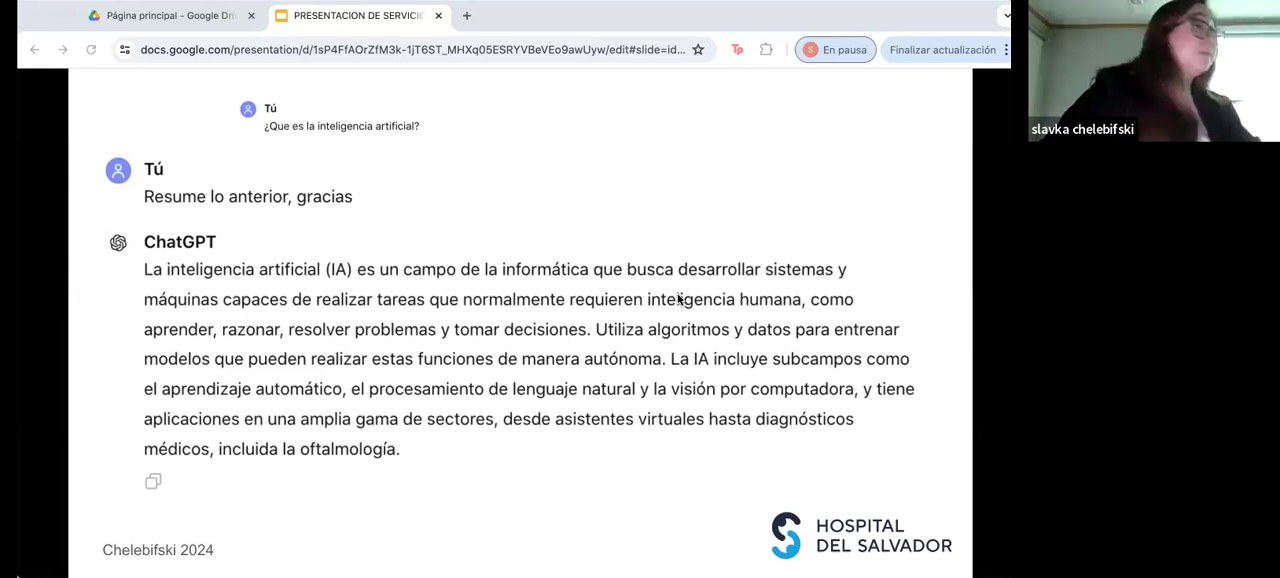 Página principal - Google Dri
PRESENTACION DE SERVICIO
docs.google.com/presentation/d/1sP4FfAOrZfM3k-1jT6ST_MHXq05ESRYVBeVEo9awUyw/edit#slide=id...
S En pausa
Finalizar actualización
slavka chelebifski
Tú
¿Que es la inteligencia artificial?
Tú
Resume lo anterior, gracias
ChatGPT
La inteligencia artificial (IA) es un campo de la informática que busca desarrollar sistemas y
máquinas capaces de realizar tareas que normalmente requieren inteligencia humana, como
aprender, razonar, resolver problemas y tomar decisiones. Utiliza algoritmos y datos para entrenar
modelos que pueden realizar estas funciones de manera autónoma. La IA incluye subcampos como
el aprendizaje automático, el procesamiento de lenguaje natural y la visión por computadora, y tiene
aplicaciones en una amplia gama de sectores, desde asistentes virtuales hasta diagnósticos
médicos, incluida la oftalmología.
Chelebifski 2024
HOSPITAL
DEL SALVADOR